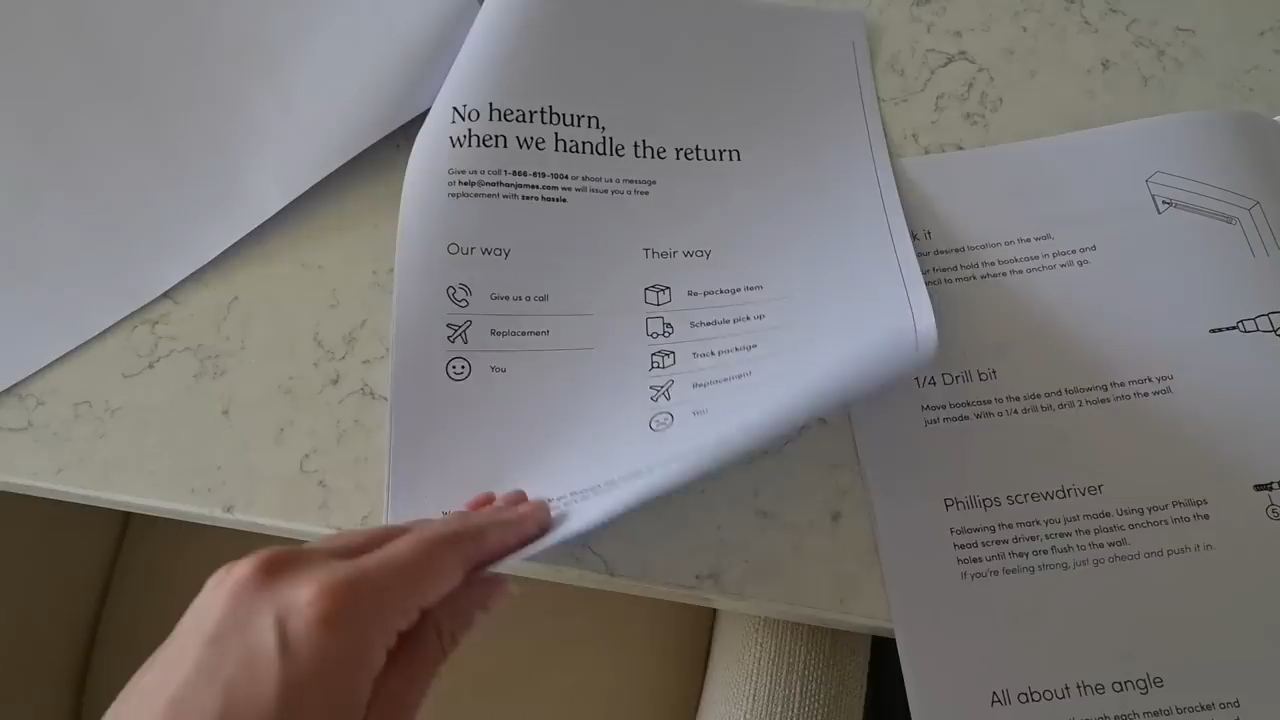 No heartburn,
when we handle the return
Give us a call 1-866-619-1004 or shoot us a message
at help@nathanjames.com we will issue you a free
replacement with zero hassle.
Our way
Give us a call
Replacement
You
Their way
Re-package item
Schedule pick up
Track package
Replacement
You
k it
our desired location on the wall,
ur friend hold the bookcase in place and
ncil to mark where the anchor will go.
1/4 Drill bit
Move bookcase to the side and following the mark you
just made. With a 1/4 drill bit, drill 2 holes into the wall.
Phillips screwdriver
Following the mark you just made. Using your Phillips
head screw driver, screw the plastic anchors into the
holes until they are flush to the wall.
If you're feeling strong, just go ahead and push it in.
5
All about the angle
each metal bracket and